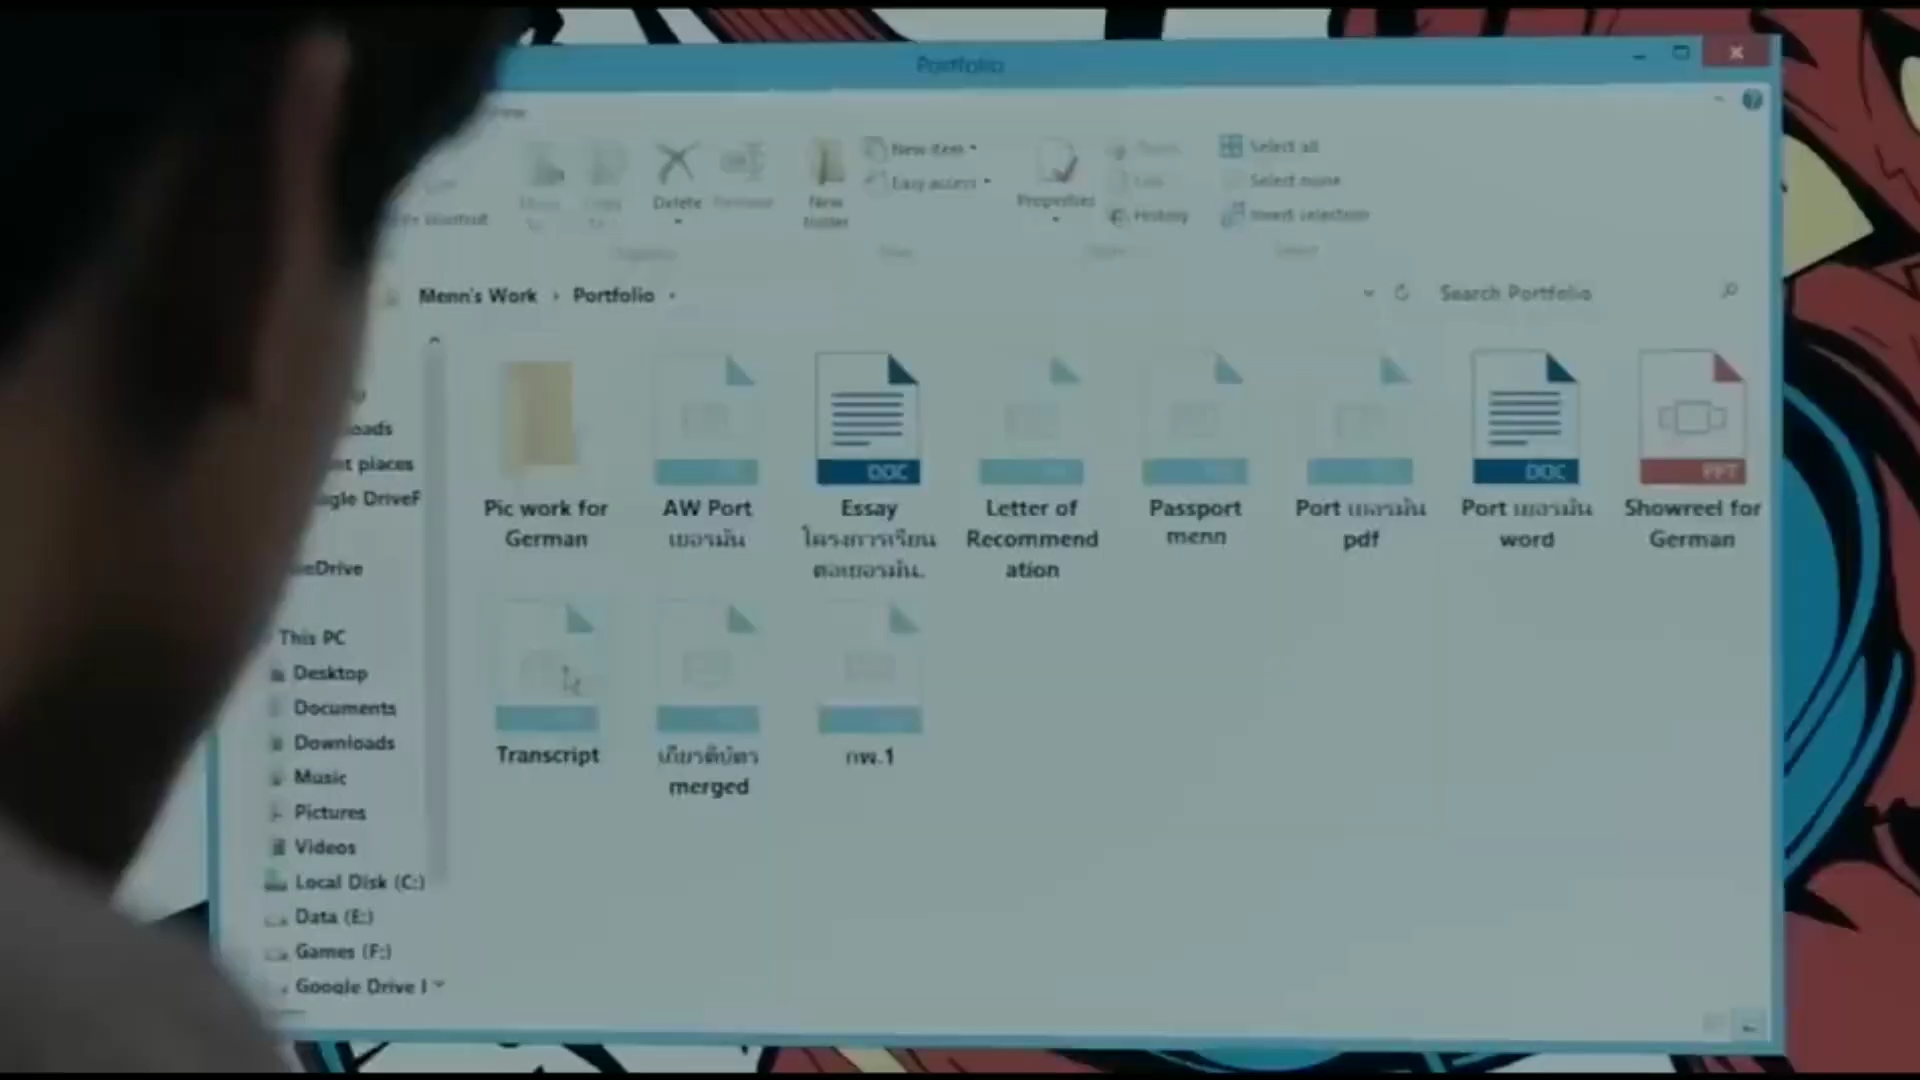 Portfolio
Delete
New folder
New item
Easy access
Properties
History
Select all
Select none
Invert selection
Menn's Work › Portfolio
Search Portfolio
Pic work for German
AW Port เยอรมัน
Essay โครงการเรียนต่อเยอรมัน.
Letter of Recommendation
Passport menn
Port เยอรมัน pdf
Port เยอรมัน word
Showreel for German
Transcript
เกียรติบัตร merged
กพ.1
places
This PC
Desktop
Documents
Downloads
Music
Pictures
Videos
Local Disk (C:)
Data (E:)
Games (F:)
Google Drive
DOC
DOC
PPT